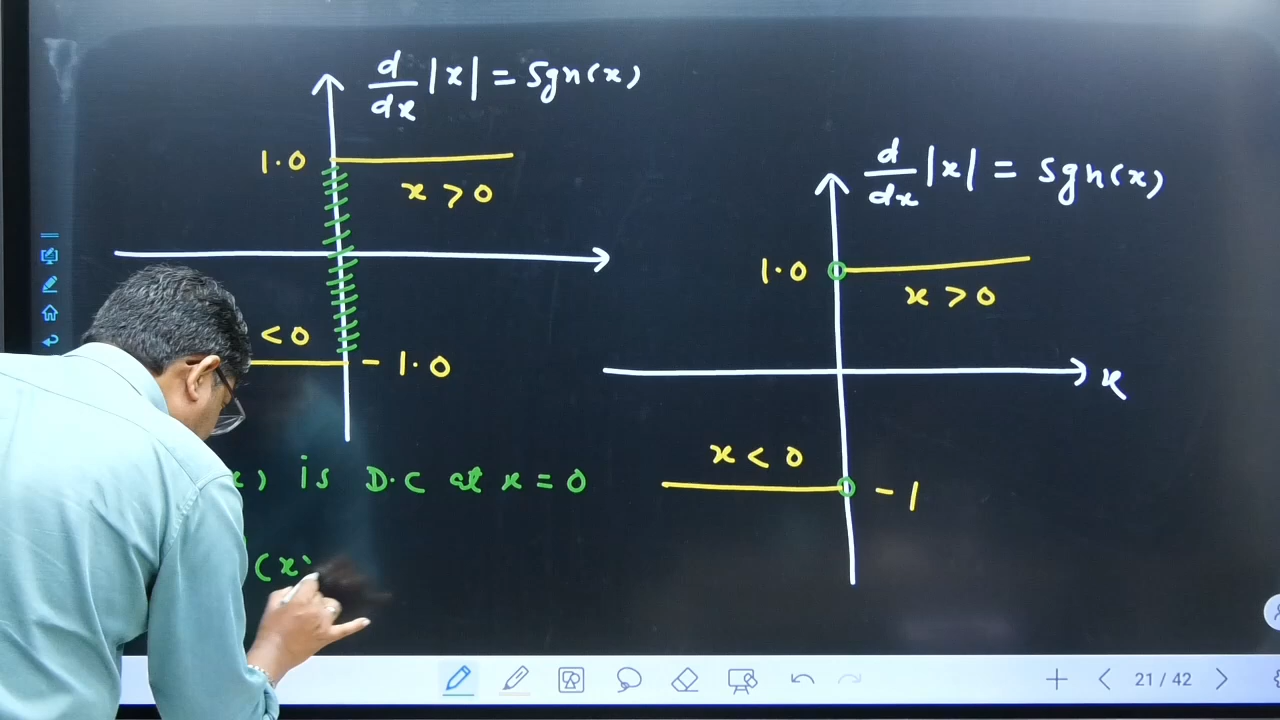 d/dx |x| = Sgn(x)
1.0
x > 0
< 0
- 1.0
x) is D.C at x = 0
(x)
d/dx |x| = Sgn(x)
1.0
x > 0
x
x < 0
- 1
21 / 42